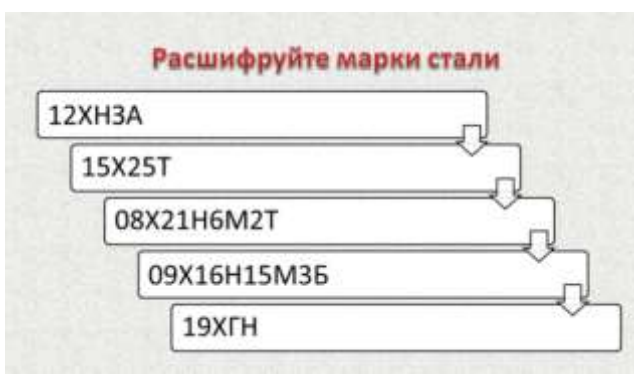 Расшифруйте марки стали
12ХН3А
15Х25Т
08Х21Н6М2Т
09Х16Н15М3Б
19ХГН